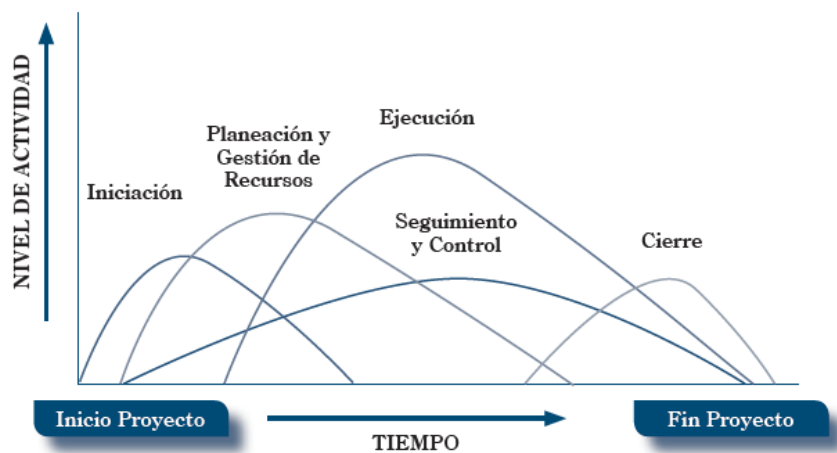 NIVEL DE ACTIVIDAD
Iniciación
Planeación y
Gestión de
Recursos
Ejecución
Seguimiento
y Control
Cierre
Inicio Proyecto
TIEMPO
Fin Proyecto